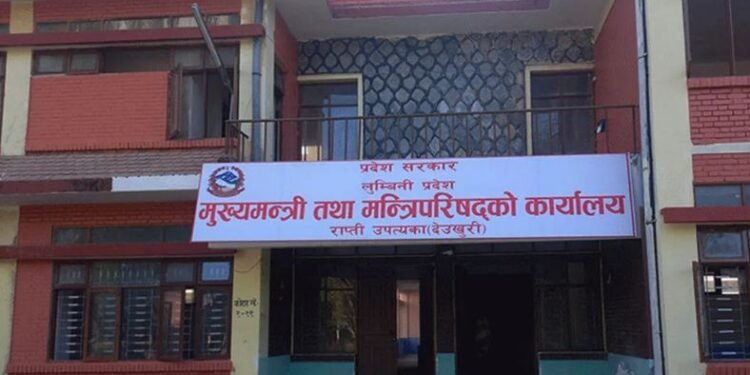 प्रदेश सरकार
लुम्बिनी प्रदेश
मुख्यमन्त्री तथा मन्त्रिपरिषद्को कार्यालय
राप्ती उपत्यका(देउखुरी)